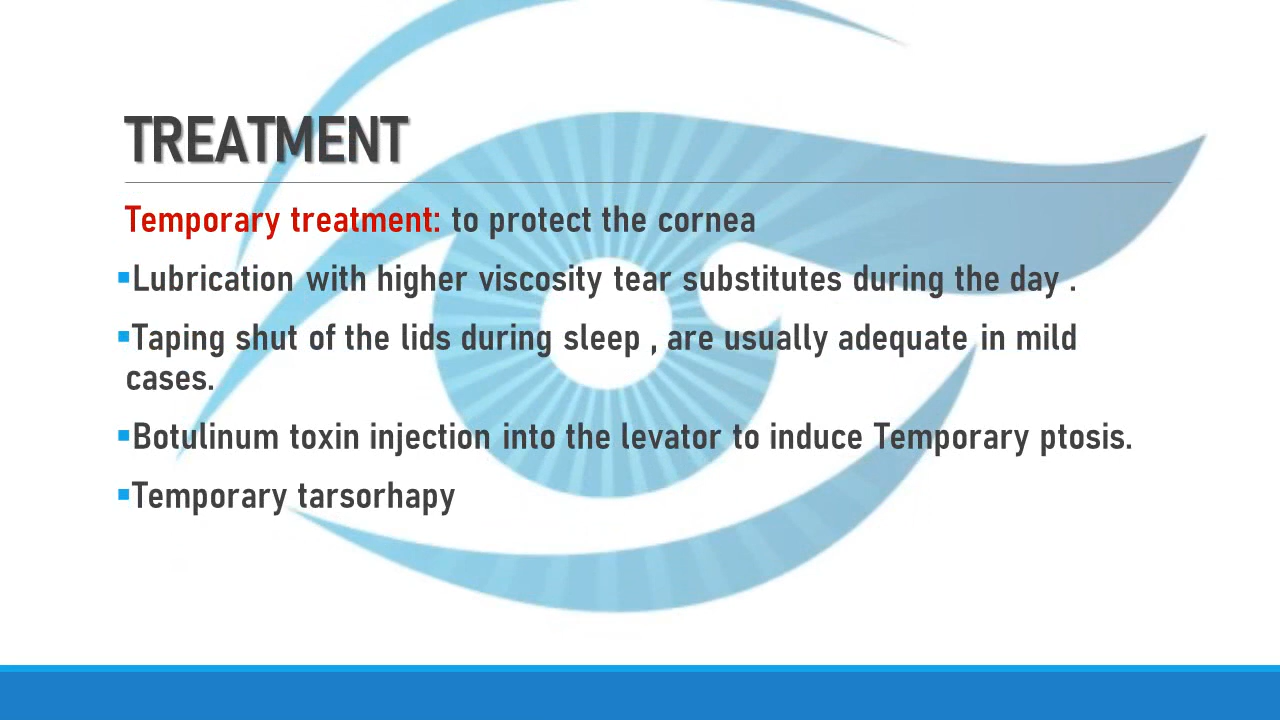 TREATMENT
Temporary treatment: to protect the cornea
▪Lubrication with higher viscosity tear substitutes during the day .
▪Taping shut of the lids during sleep , are usually adequate in mild
cases.
▪Botulinum toxin injection into the levator to induce Temporary ptosis.
▪Temporary tarsorhapy